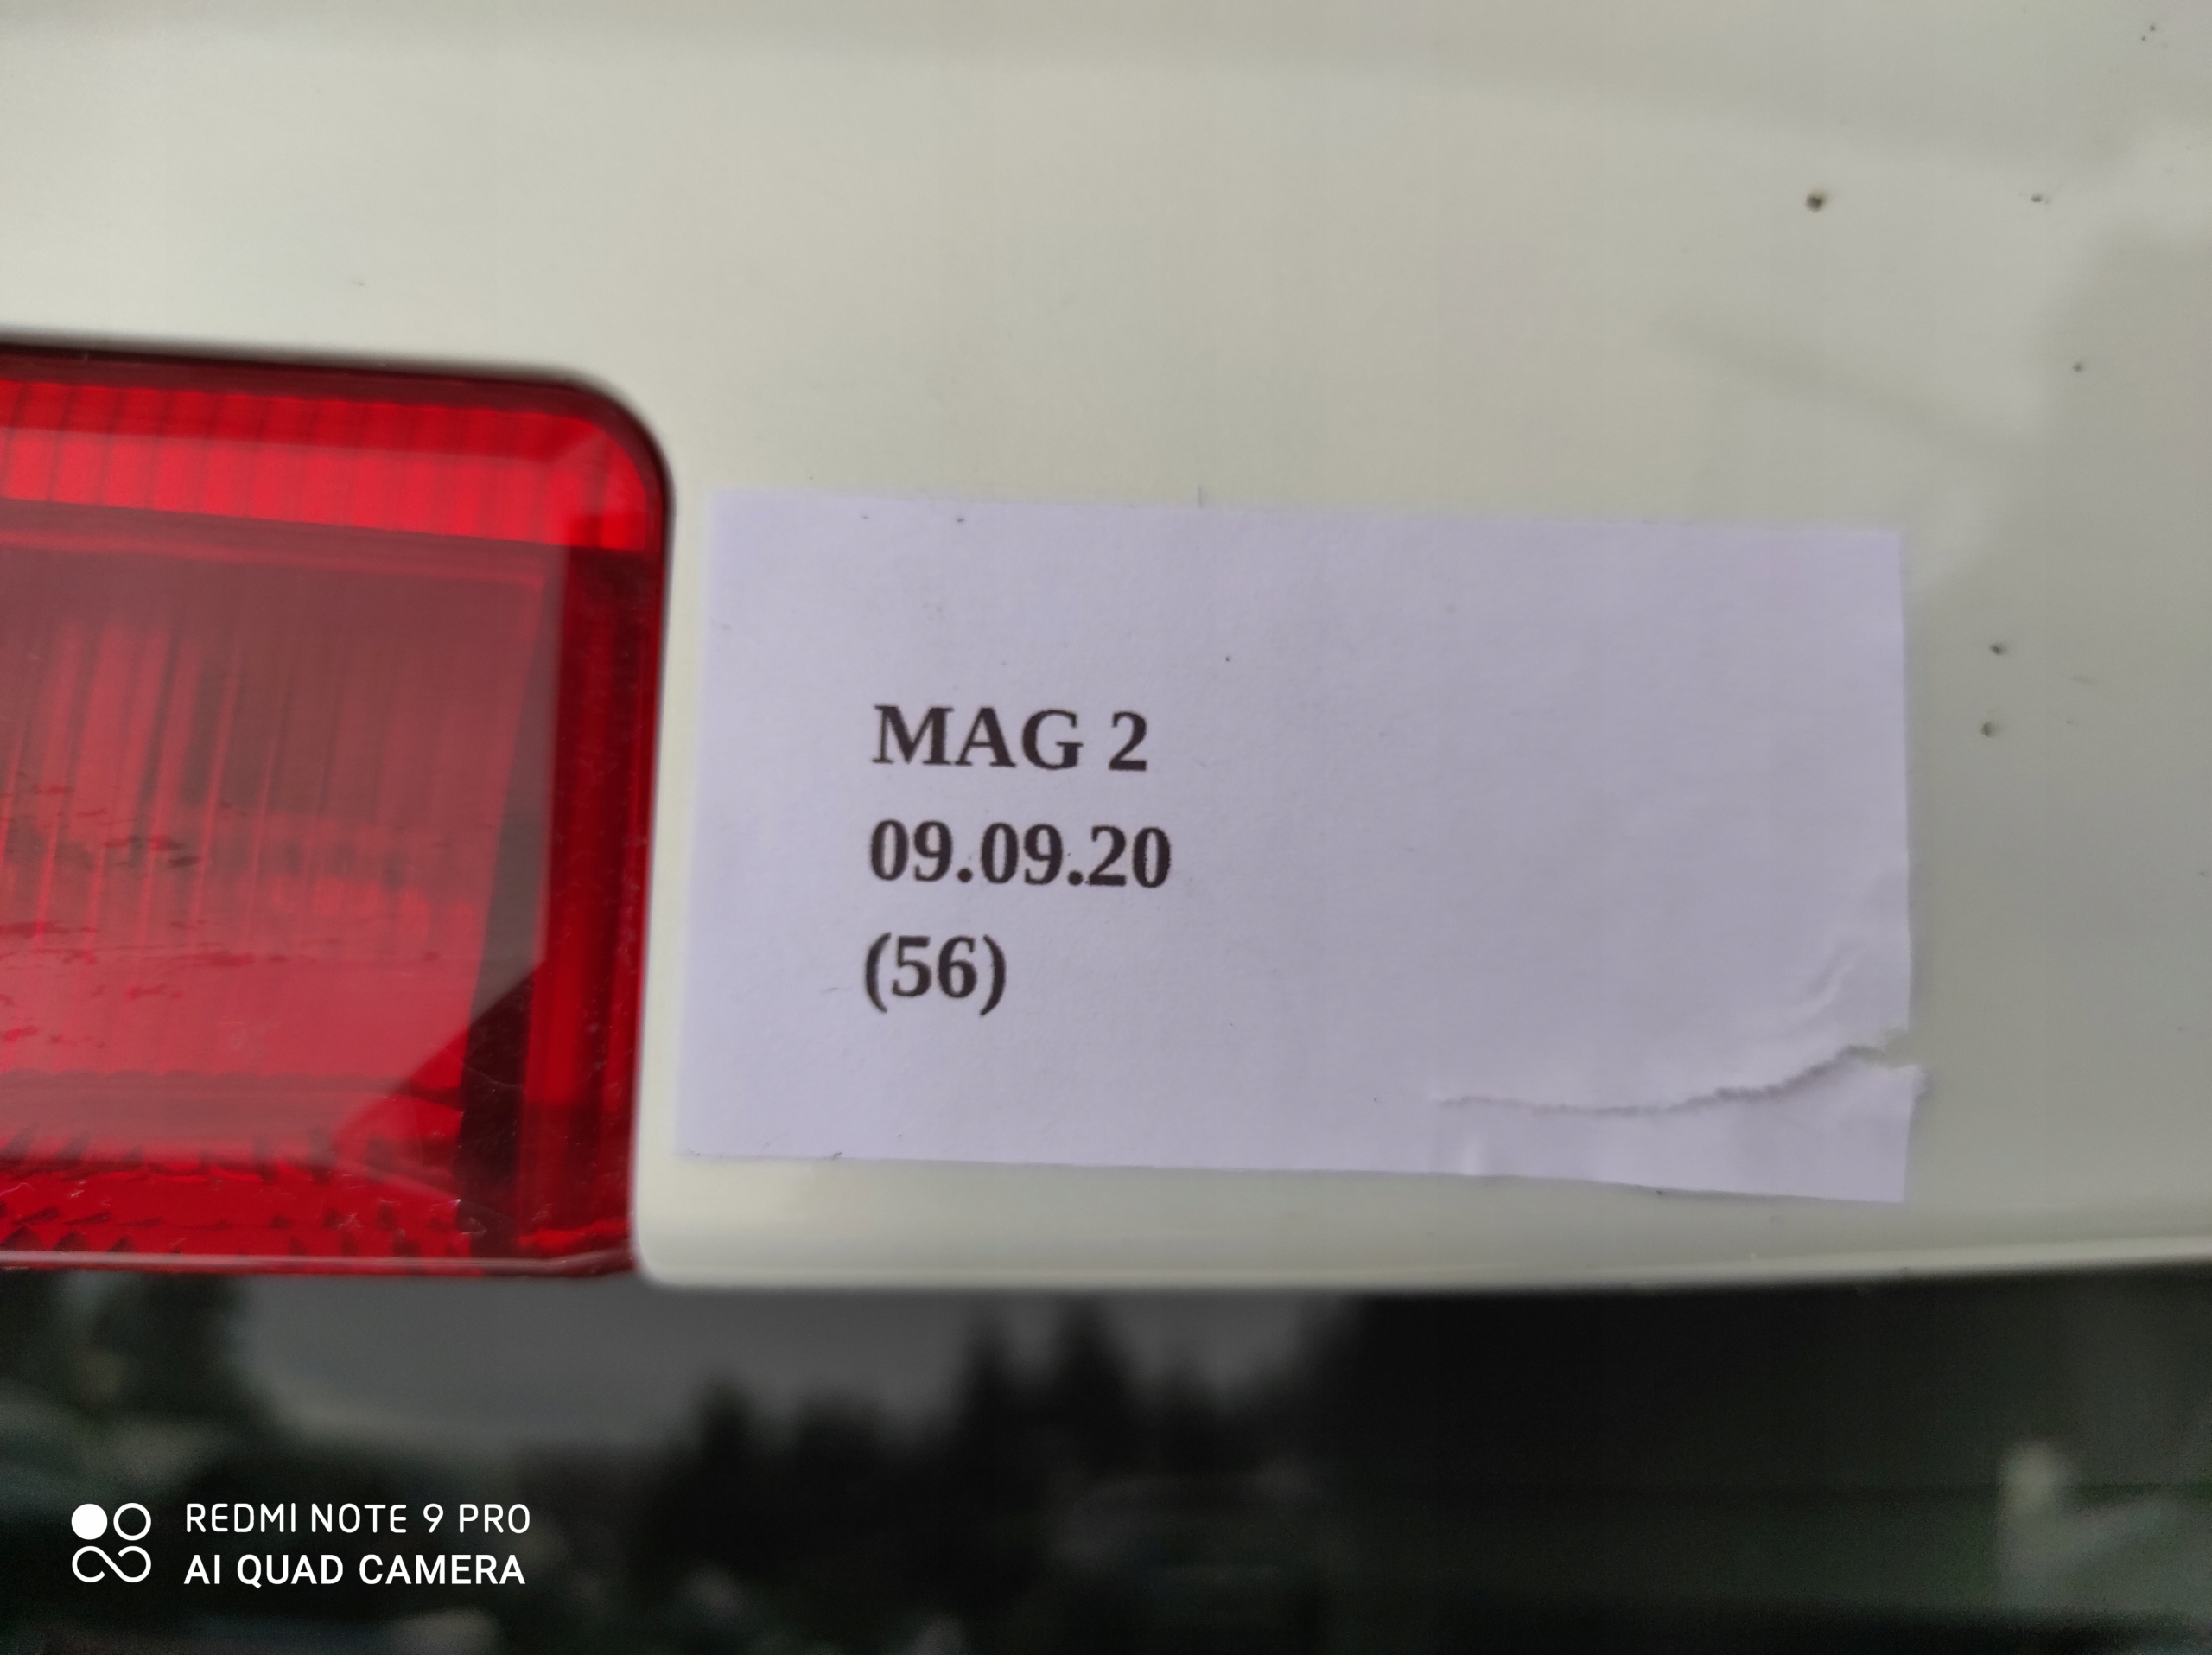 MAG 2
09.09.20
(56)
REDMI NOTE 9 PRO
AI QUAD CAMERA